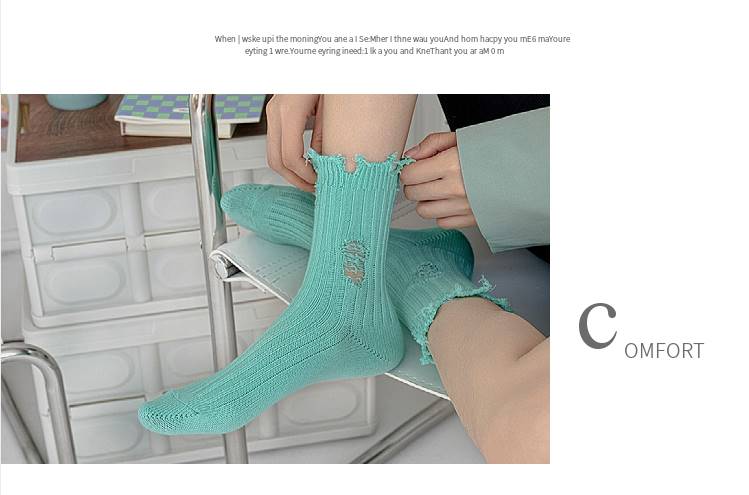 When | wske upi the moningYou ane a I Se:Mher I thne wau youAnd hom hacpy you mE6 maYoure
eyting 1 wre.Yourne eyring ineed:1 lk a you and KneThant you ar aM 0 m
COMFORT